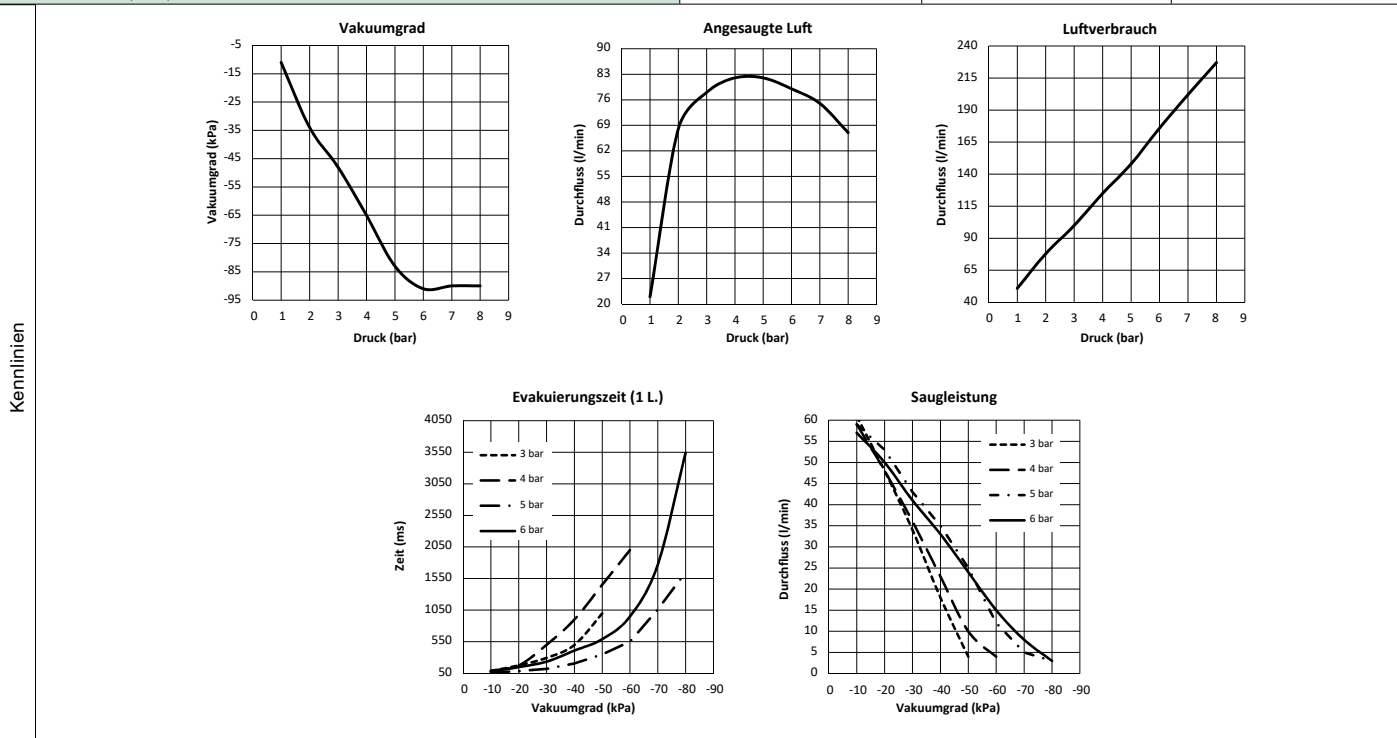 Kennlinien
Vakuumgrad
Vakuumgrad (kPa)
-5
-15
-25
-35
-45
-55
-65
-75
-85
-95
0 1 2 3 4 5 6 7 8 9
Druck (bar)
Angesaugte Luft
Durchfluss (l/min)
90
83
76
69
62
55
48
41
34
27
20
0 1 2 3 4 5 6 7 8 9
Druck (bar)
Luftverbrauch
Durchfluss (l/min)
240
215
190
165
140
115
90
65
40
0 1 2 3 4 5 6 7 8 9
Druck (bar)
Evakuierungszeit (1 L.)
Zeit (ms)
4050
3550
3050
2550
2050
1550
1050
550
50
3 bar
4 bar
5 bar
6 bar
0 -10 -20 -30 -40 -50 -60 -70 -80 -90
Vakuumgrad (kPa)
Saugleistung
Durchfluss (l/min)
60
55
50
45
40
35
30
25
20
15
10
5
0
3 bar
4 bar
5 bar
6 bar
0 -10 -20 -30 -40 -50 -60 -70 -80 -90
Vakuumgrad (kPa)